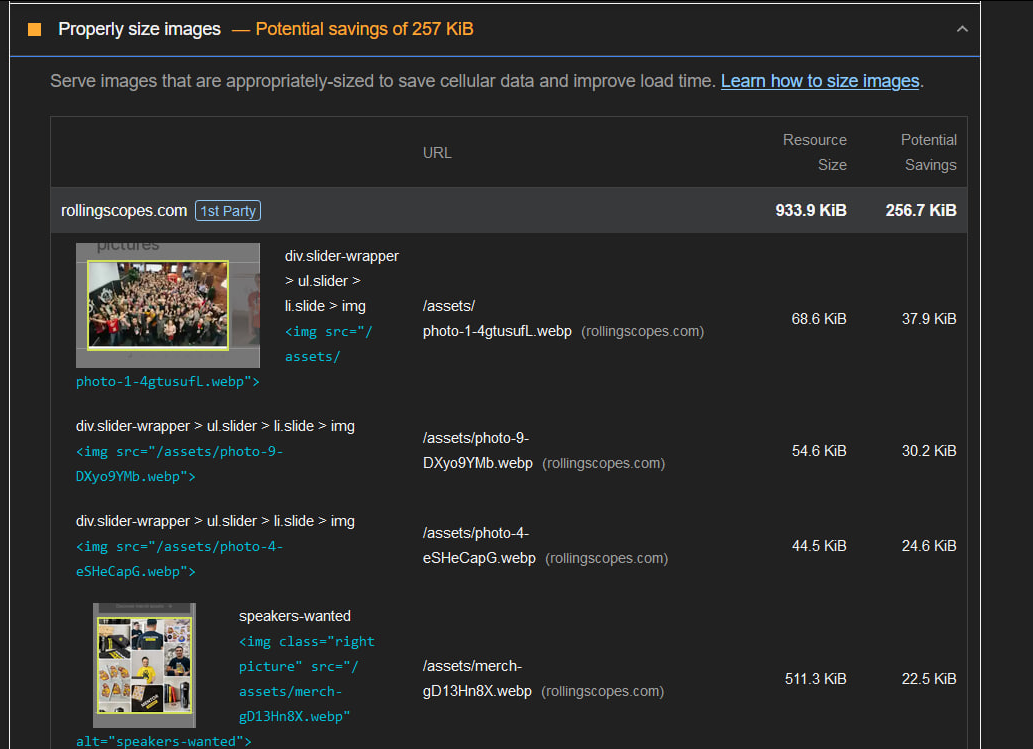 Properly size images — Potential savings of 257 KiB
Serve images that are appropriately-sized to save cellular data and improve load time. Learn how to size images.
URL
Resource
Size
Potential
Savings
rollingscopes.com 1st Party 933.9 KiB 256.7 KiB
pictures
div.slider-wrapper
> ul.slider >
li.slide > img
<img src="/
assets/
photo-1-4gtusufL.webp">
/assets/
photo-1-4gtusufL.webp (rollingscopes.com)
68.6 KiB 37.9 KiB
div.slider-wrapper > ul.slider > li.slide > img
<img src="/assets/photo-9-
DXyo9YMb.webp">
/assets/photo-9-
DXyo9YMb.webp (rollingscopes.com)
54.6 KiB 30.2 KiB
div.slider-wrapper > ul.slider > li.slide > img
<img src="/assets/photo-4-
eSHeCapG.webp">
/assets/photo-4-
eSHeCapG.webp (rollingscopes.com)
44.5 KiB 24.6 KiB
speakers-wanted
<img class="right
picture" src="/
assets/merch-
gD13Hn8X.webp"
alt="speakers-wanted">
/assets/merch-
gD13Hn8X.webp (rollingscopes.com)
511.3 KiB 22.5 KiB